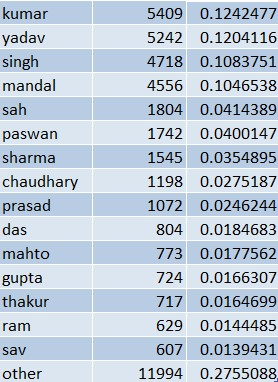 kumar 5409 0.1242477
yadav 5242 0.1204116
singh 4718 0.1083751
mandal 4556 0.1046538
sah 1804 0.0414389
paswan 1742 0.0400147
sharma 1545 0.0354895
chaudhary 1198 0.0275187
prasad 1072 0.0246244
das 804 0.0184683
mahto 773 0.0177562
gupta 724 0.0166307
thakur 717 0.0164699
ram 629 0.0144485
sav 607 0.0139431
other 11994 0.2755088